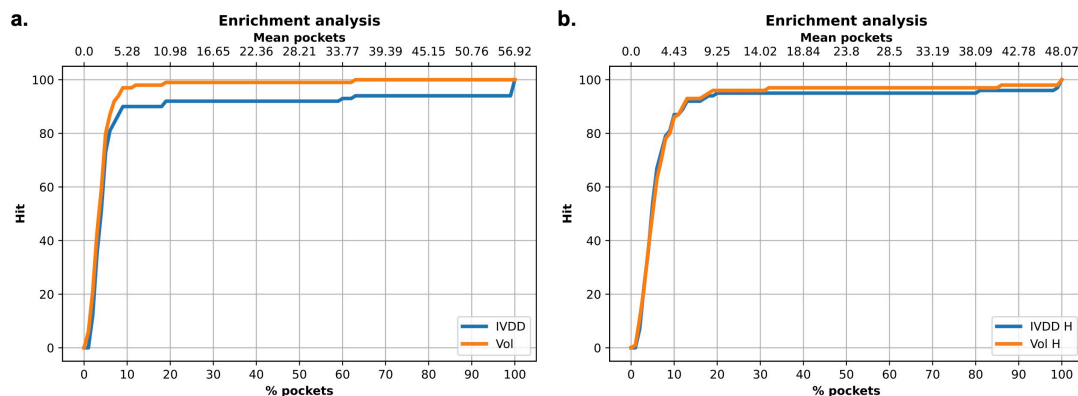 a.
Enrichment analysis
Mean pockets
0.0 5.28 10.98 16.65 22.36 28.21 33.77 39.39 45.15 50.76 56.92
100
80
60
40
20
0
Hit
IVDD
Vol
0 10 20 30 40 50 60 70 80 90 100
% pockets
b.
Enrichment analysis
Mean pockets
0.0 4.43 9.25 14.02 18.84 23.8 28.5 33.19 38.09 42.78 48.07
100
80
60
40
20
0
Hit
IVDD H
Vol H
0 10 20 30 40 50 60 70 80 90 100
% pockets